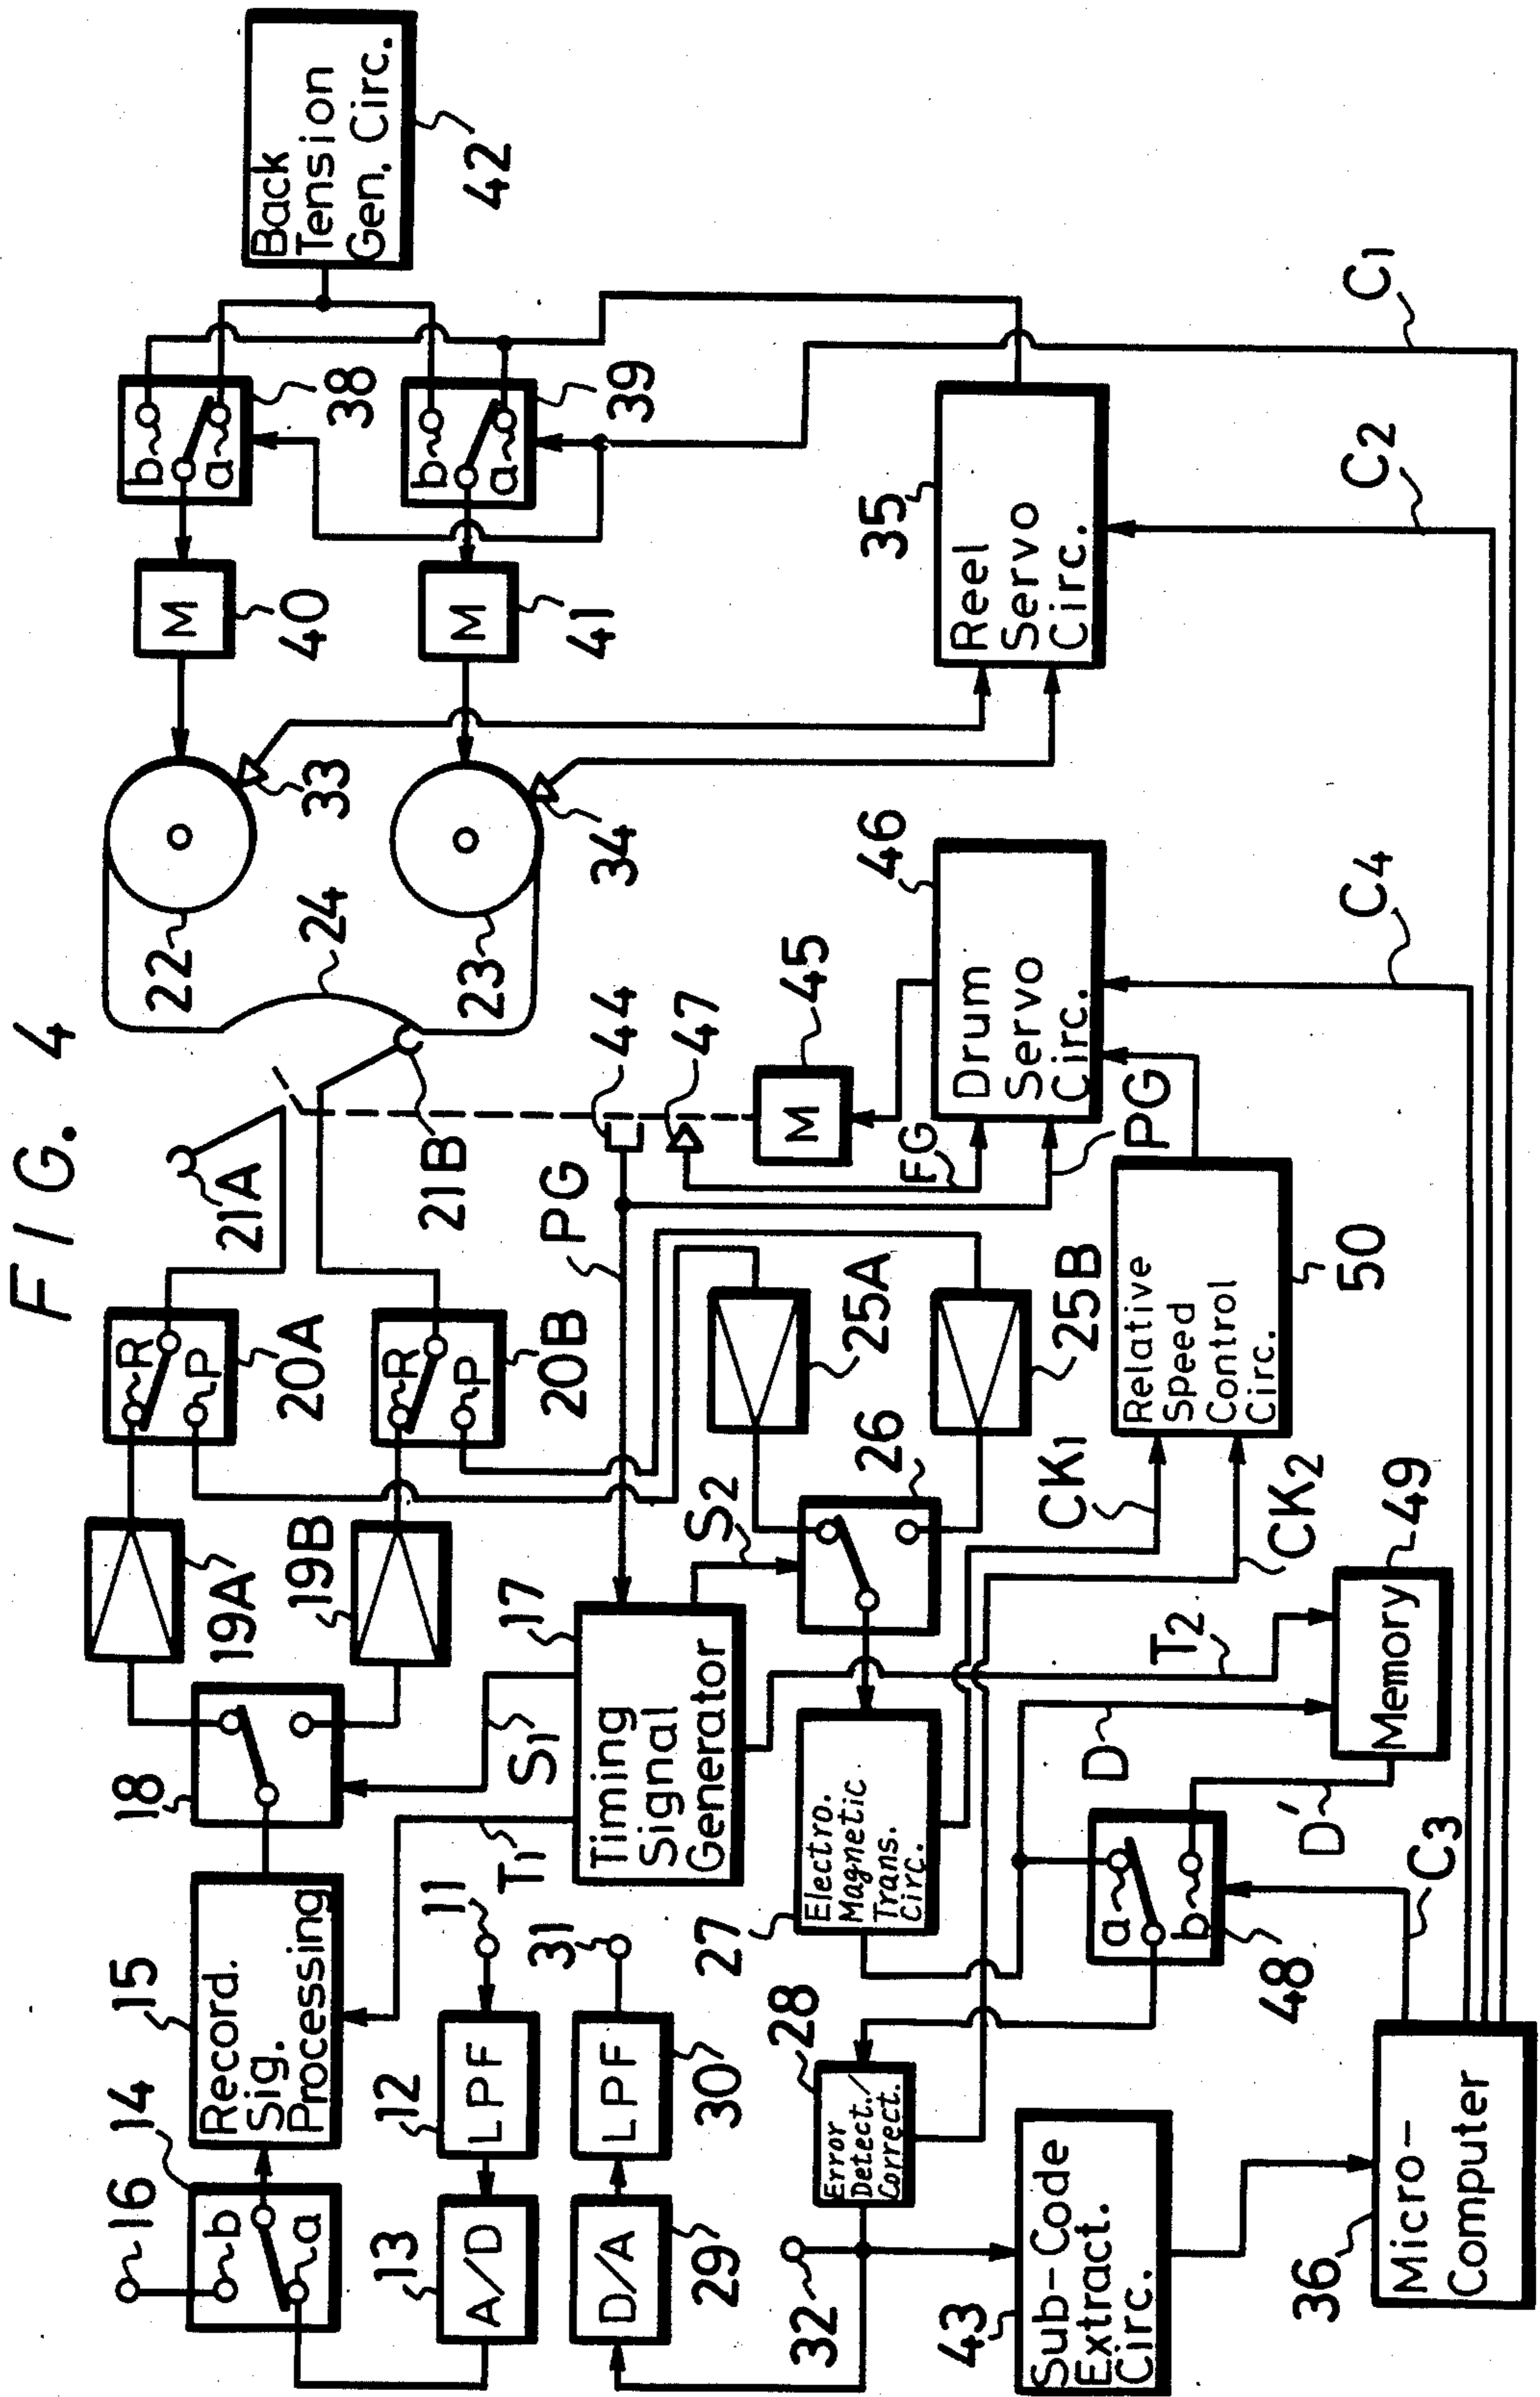 FIG. 4
16
14
b
a
15
Record.
Sig.
Processing
18
19A
19B
R
P
20A
R
P
20B
21A
21B
22
24
23
33
34
M
40
M
41
b
a
38
b
a
39
Back
Tension
Gen. Circ.
42
13
A/D
12
LPF
11
T1
S1
17
Timing
Signal
Generator
PG
44
47
45
M
29
D/A
30
LPF
31
27
Electro.
Magnetic
Trans.
Circ.
S2
26
25A
25B
FG
PG
46
Drum
Servo
Circ.
35
Reel
Servo
Circ.
32
28
Error
Detect./
Correct.
a
b
48
D
D'
T2
Memory
49
CK1
CK2
Relative
Speed
Control
Circ.
50
43
Sub-Code
Extract.
Circ.
36
Micro-
Computer
C3
C4
C2
C1